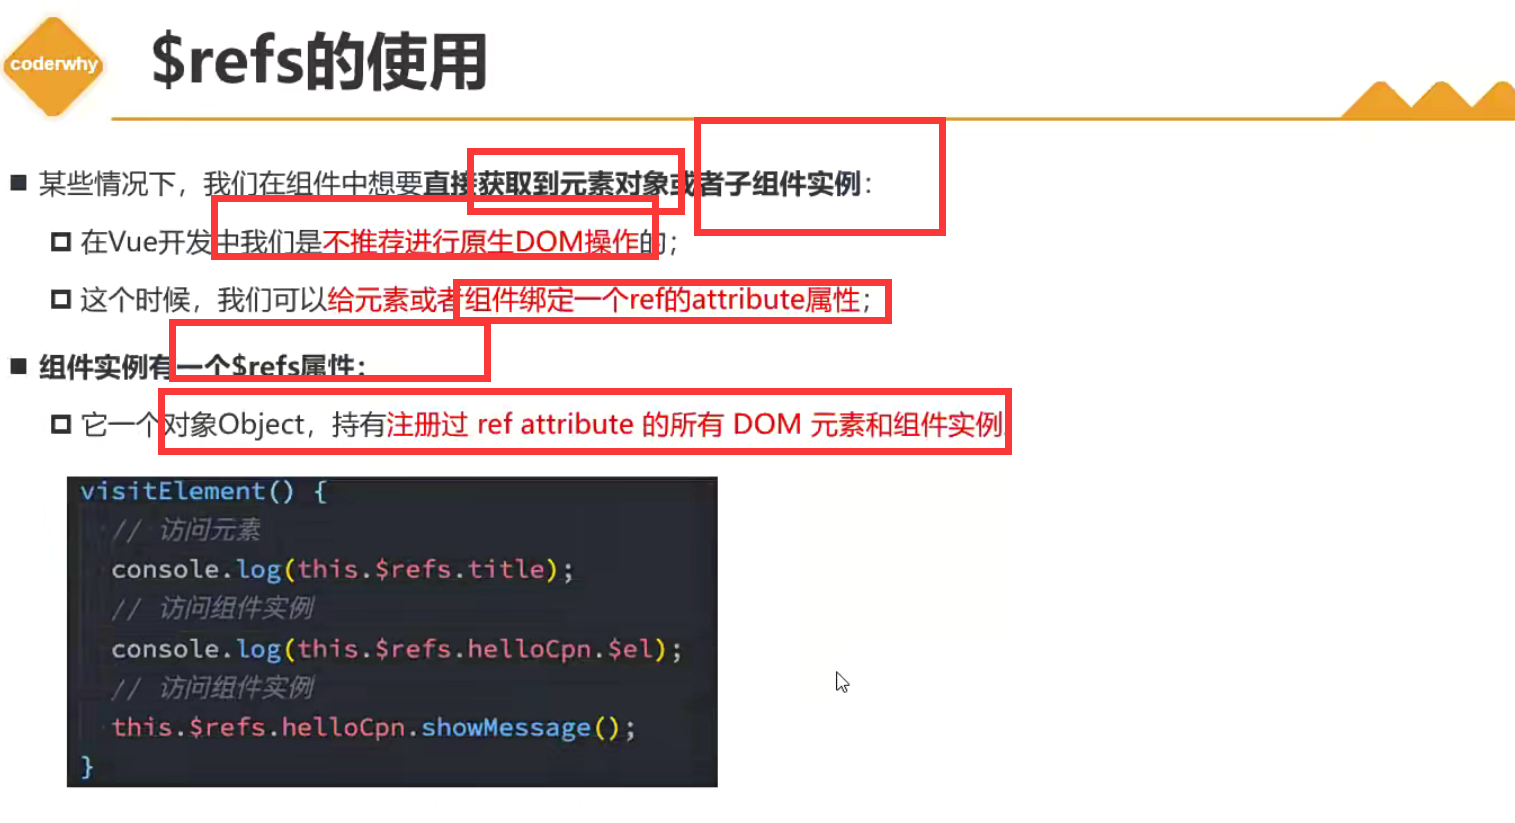 coderwhy
$refs的使用
某些情况下，我们在组件中想要直接获取到元素对象或者子组件实例：
在Vue开发中我们是不推荐进行原生DOM操作的；
这个时候，我们可以给元素或者组件绑定一个ref的attribute属性；
组件实例有一个$refs属性：
它一个对象Object，持有注册过 ref attribute 的所有 DOM 元素和组件实例.
visitElement() {
// 访问元素
console.log(this.$refs.title);
// 访问组件实例
console.log(this.$refs.helloCpn.$el);
// 访问组件实例
this.$refs.helloCpn.showMessage();
}